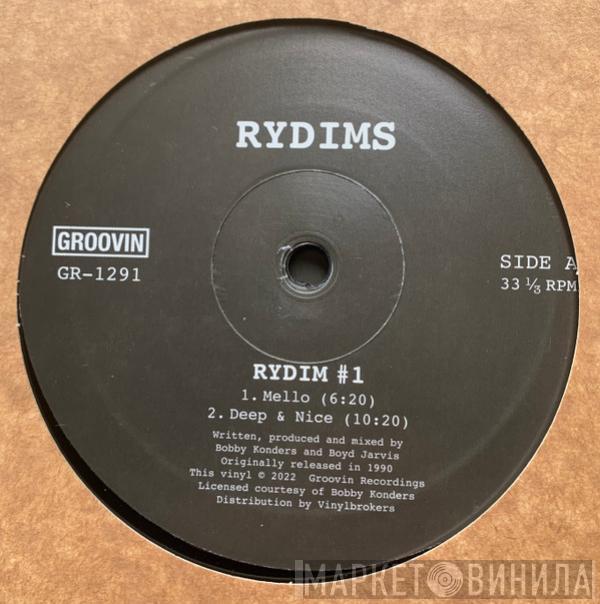 RYDIMS
GROOVIN
GR-1291
SIDE A
33 ⅓ RPM
RYDIM #1
1. Mello (6:20)
2. Deep & Nice (10:20)
Written, produced and mixed by
Bobby Konders and Boyd Jarvis
Originally released in 1990
This vinyl © 2022 Groovin Recordings
Licensed courtesy of Bobby Konders
Distribution by Vinylbrokers
МАРКЕТ ВИНИЛА